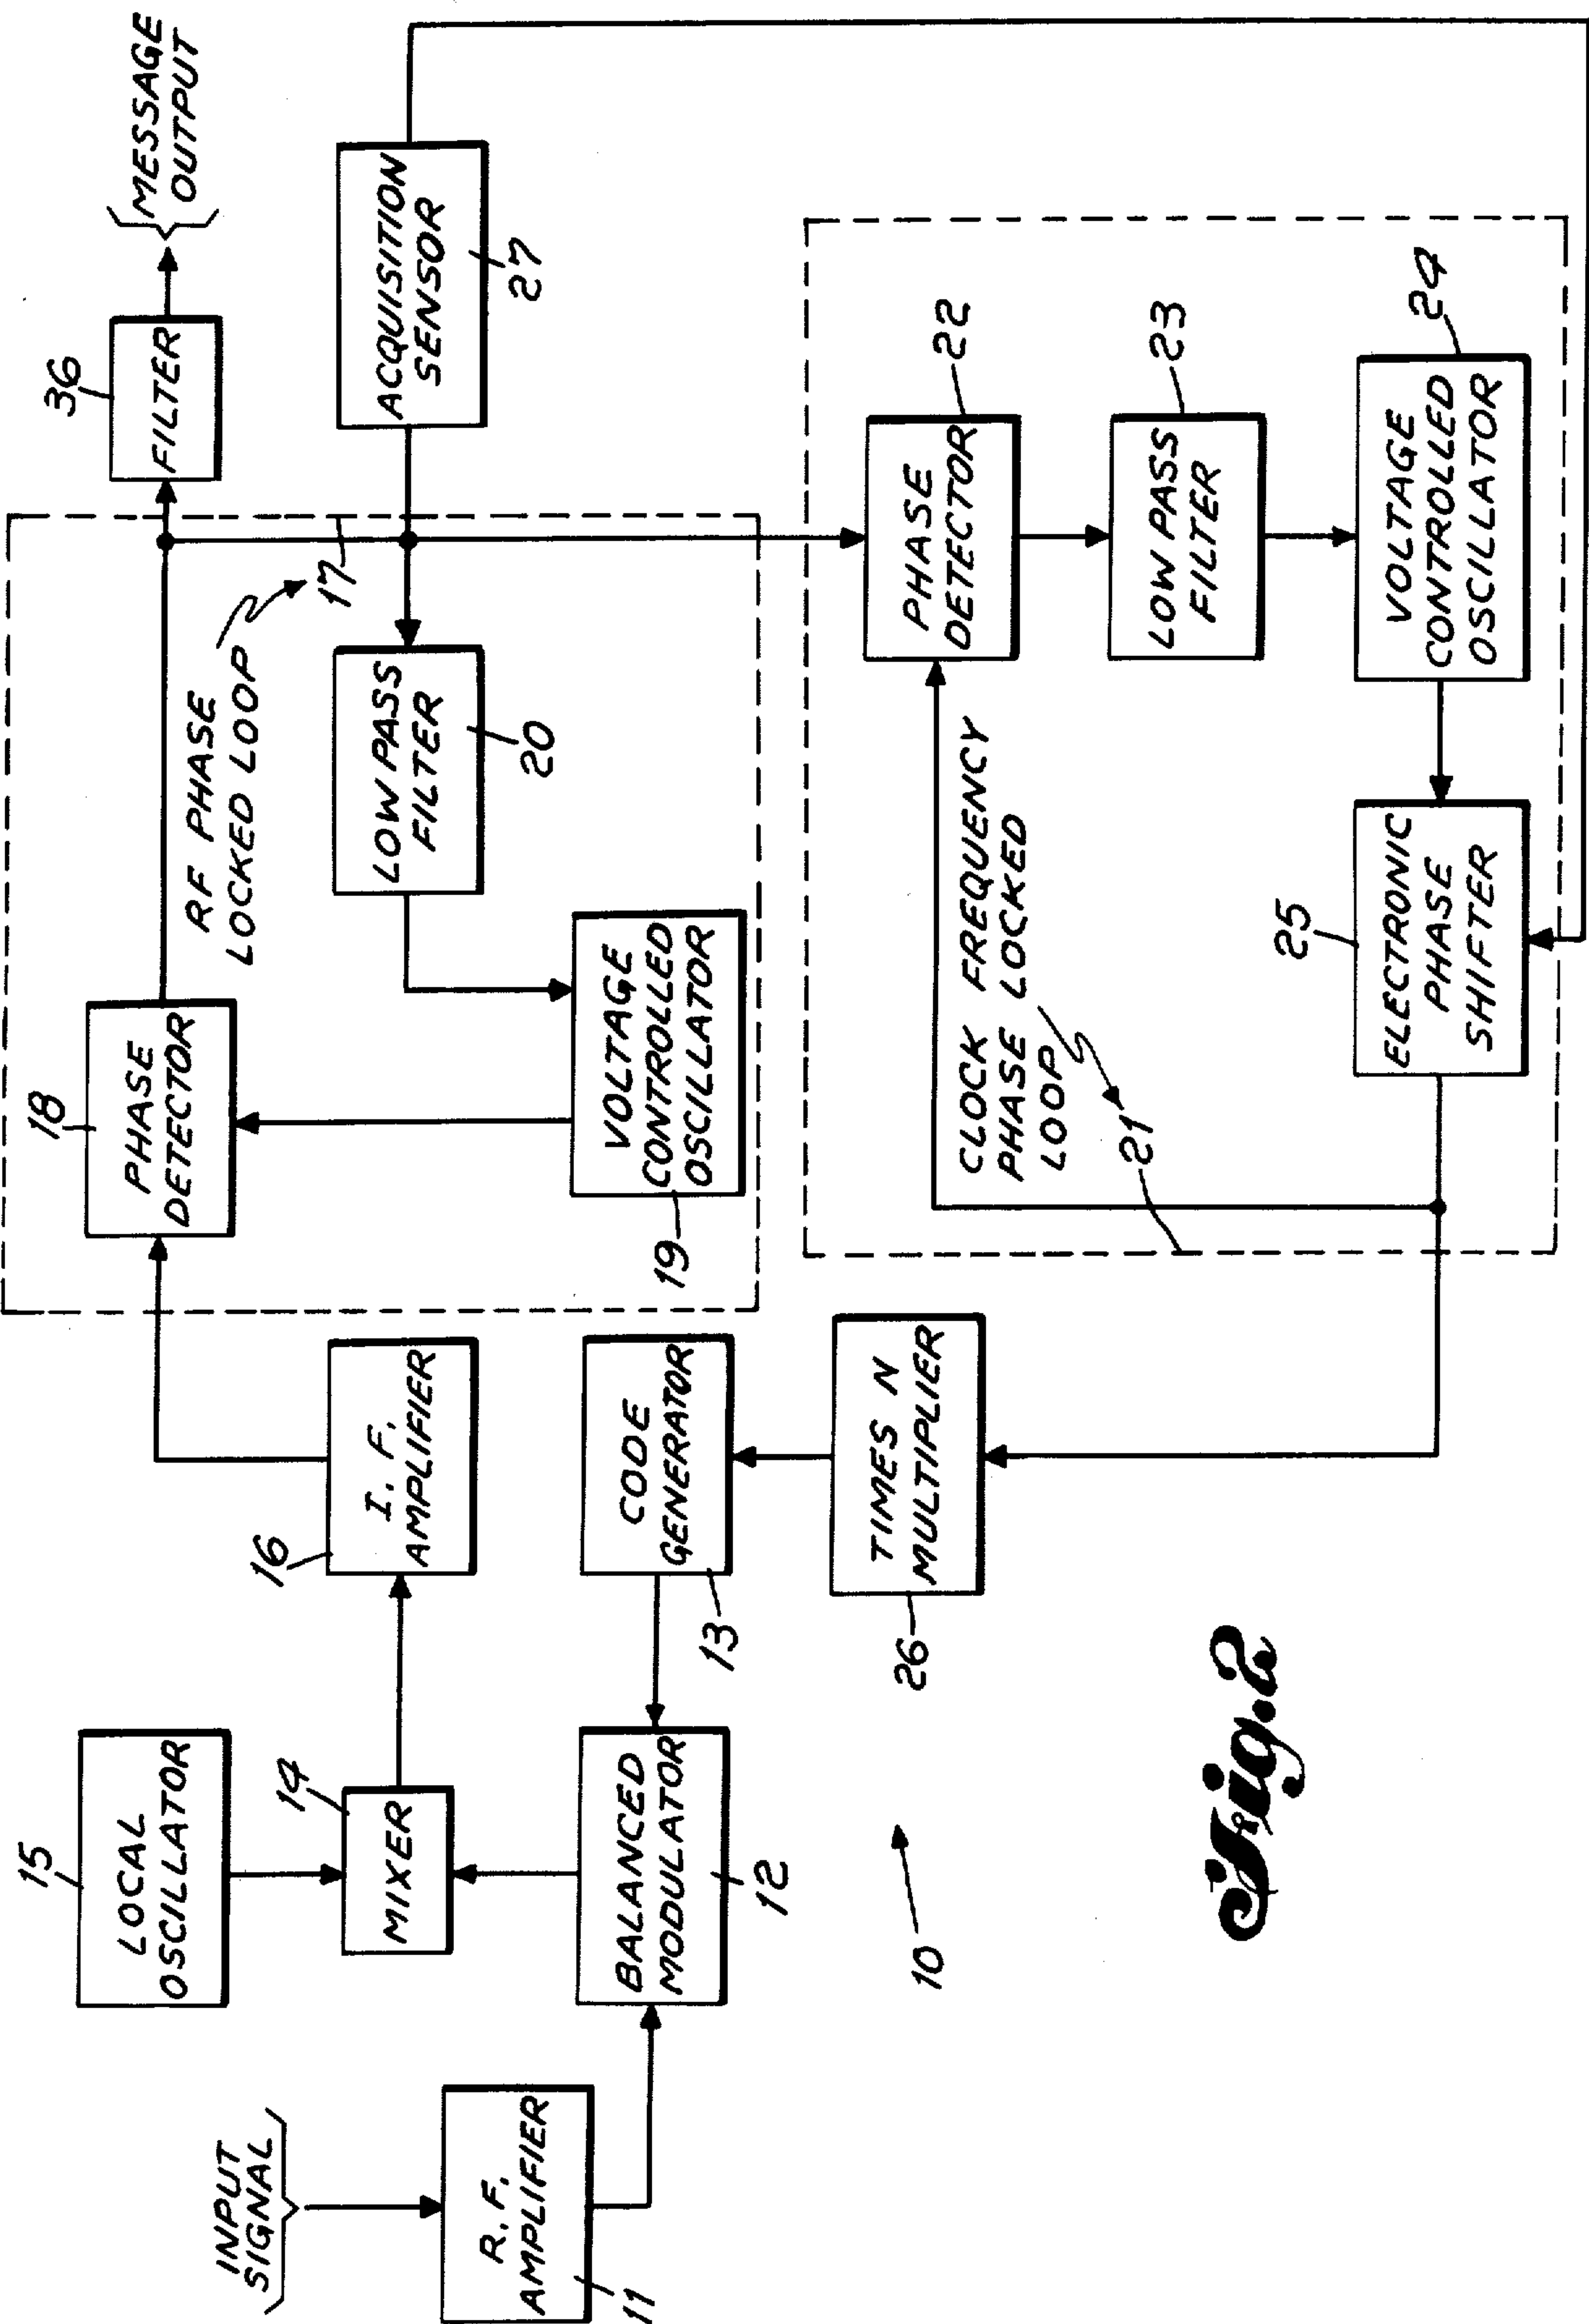 INPUT
SIGNAL
R.F.
AMPLIFIER
11
15
LOCAL
OSCILLATOR
14
MIXER
BALANCED
MODULATOR
12
16
I.F.
AMPLIFIER
CODE
GENERATOR
13
TIMES N
MULTIPLIER
26
10
18
PHASE
DETECTOR
RF PHASE
LOCKED LOOP
17
LOW PASS
FILTER
20
VOLTAGE
CONTROLLED
OSCILLATOR
19
36
FILTER
MESSAGE
OUTPUT
ACQUISITION
SENSOR
27
CLOCK FREQUENCY
PHASE LOCKED
LOOP
21
PHASE
DETECTOR
22
LOW PASS
FILTER
23
25
ELECTRONIC
PHASE
SHIFTER
VOLTAGE
CONTROLLED
OSCILLATOR
24
Fig.2